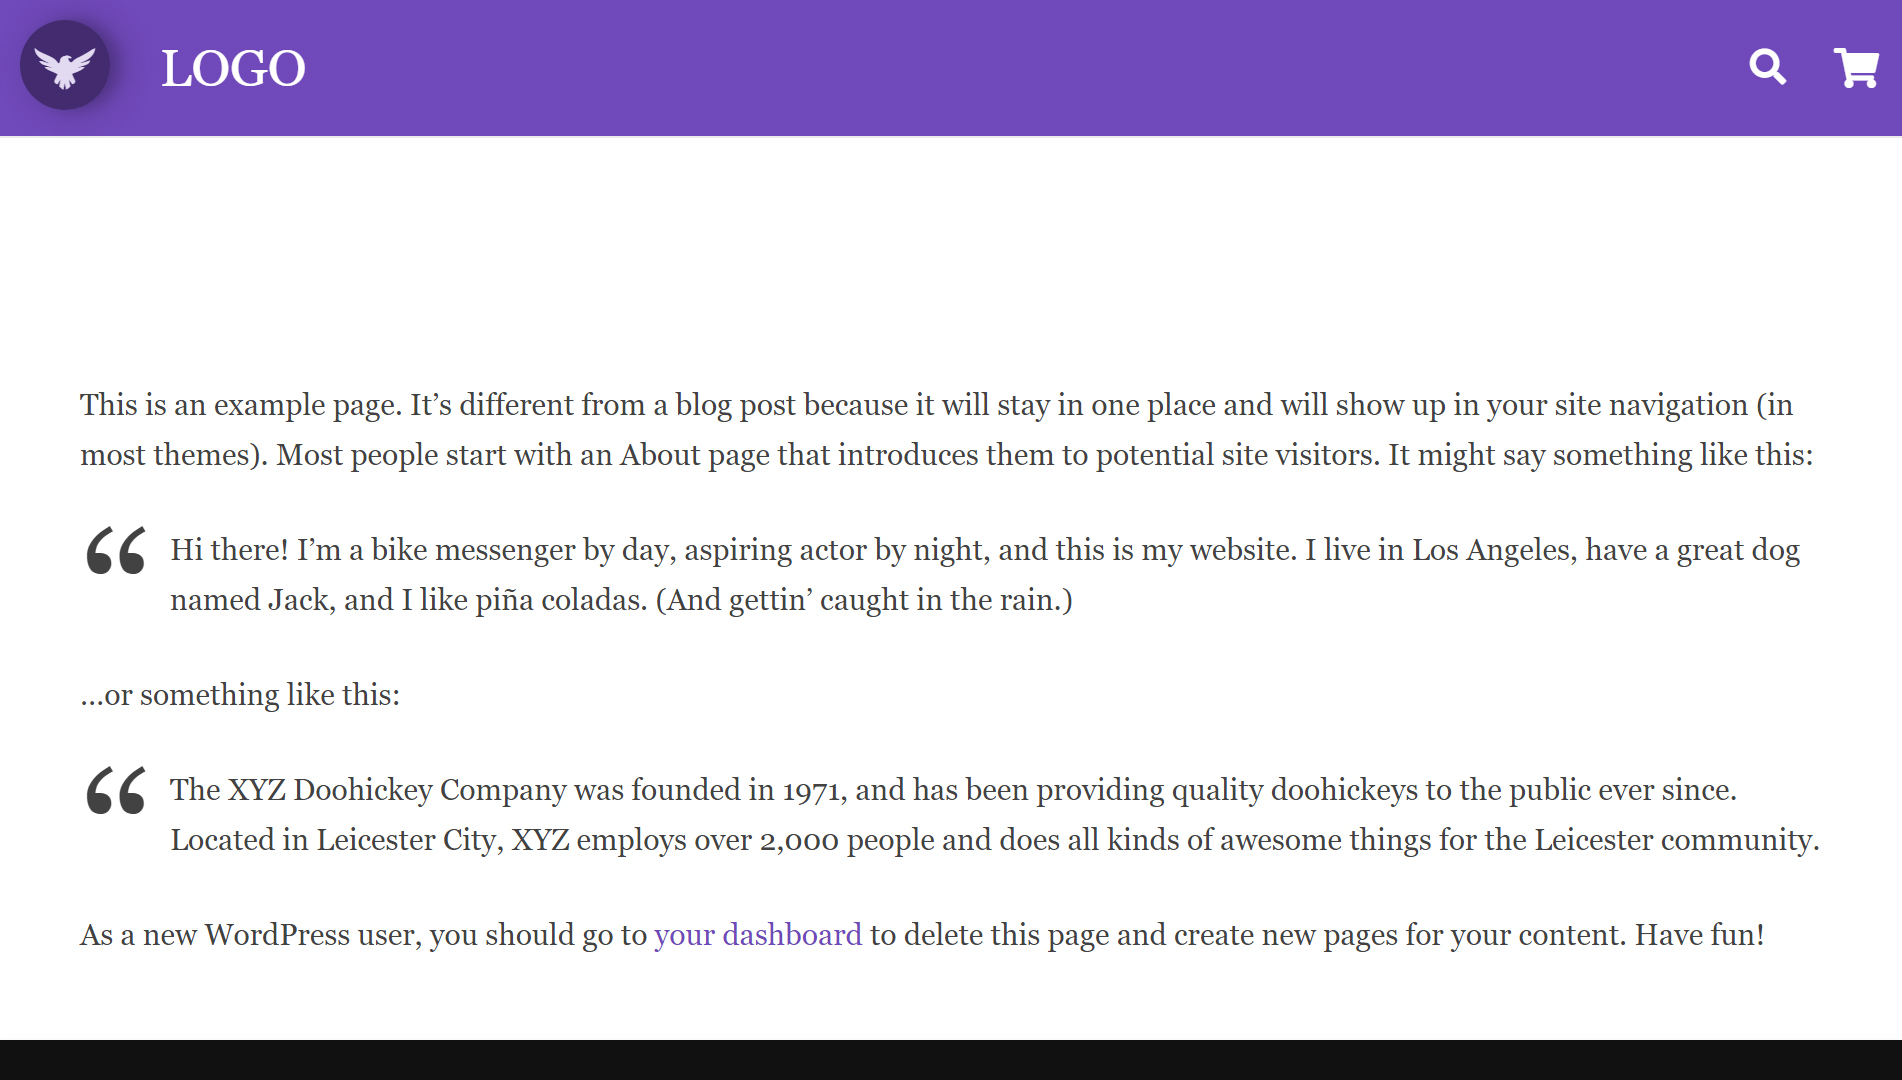 LOGO
This is an example page. It’s different from a blog post because it will stay in one place and will show up in your site navigation (in
most themes). Most people start with an About page that introduces them to potential site visitors. It might say something like this:
“ Hi there! I’m a bike messenger by day, aspiring actor by night, and this is my website. I live in Los Angeles, have a great dog
named Jack, and I like piña coladas. (And gettin’ caught in the rain.)
…or something like this:
“ The XYZ Doohickey Company was founded in 1971, and has been providing quality doohickeys to the public ever since.
Located in Leicester City, XYZ employs over 2,000 people and does all kinds of awesome things for the Leicester community.
As a new WordPress user, you should go to your dashboard to delete this page and create new pages for your content. Have fun!